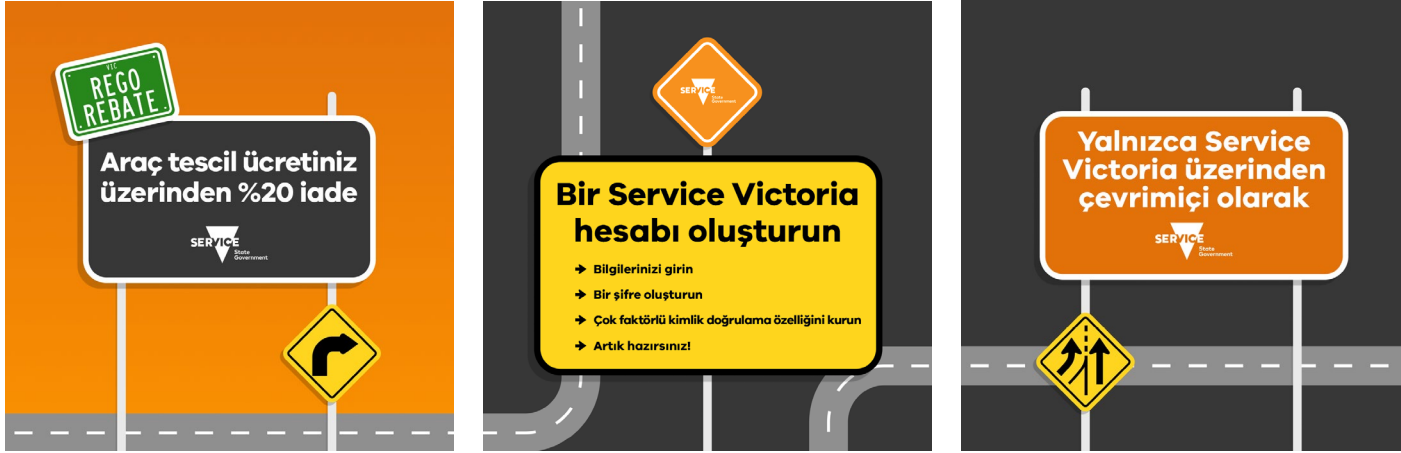 VIC
REGO
REBATE
Araç tescil ücretiniz
üzerinden %20 iade
SERVICE
State
Government
SERVICE
State
Government
Bir Service Victoria
hesabı oluşturun
Bilgilerinizi girin
Bir şifre oluşturun
Çok faktörlü kimlik doğrulama özelliğini kurun
Artık hazırsınız!
Yalnızca Service
Victoria üzerinden
çevrimiçi olarak
SERVICE
State
Government